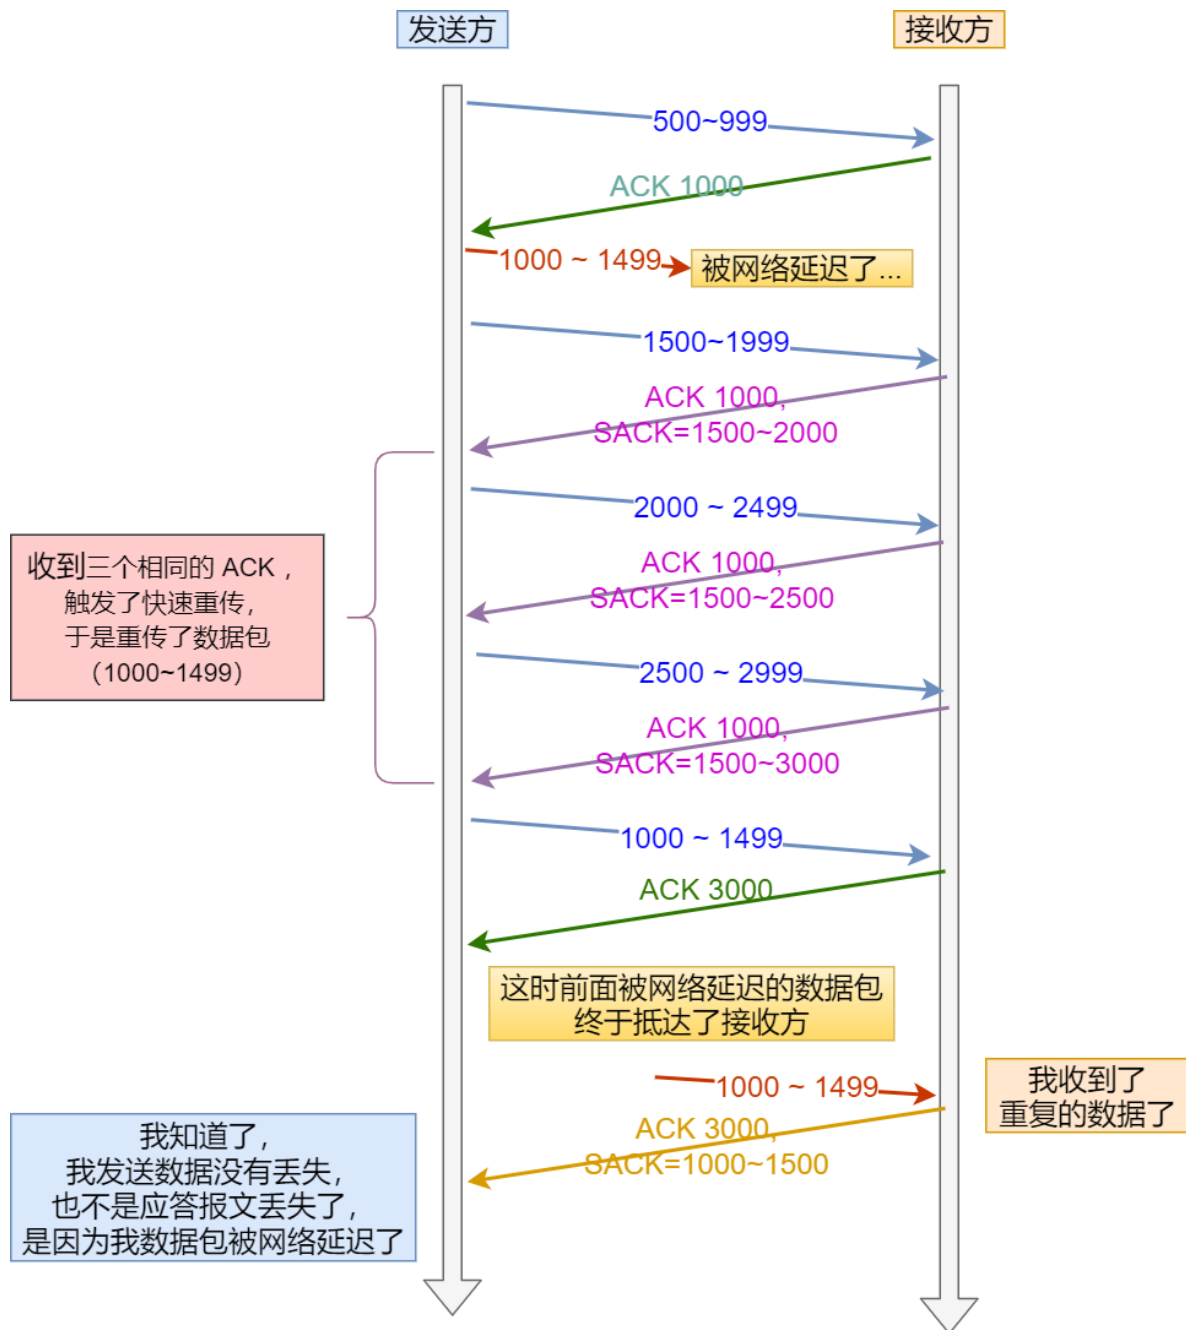 发送方
接收方
500~999
ACK 1000
1000 ~ 1499
被网络延迟了...
1500~1999
ACK 1000,
SACK=1500~2000
2000 ~ 2499
收到三个相同的 ACK ，
触发了快速重传，
于是重传了数据包
（1000~1499）
ACK 1000,
SACK=1500~2500
2500 ~ 2999
ACK 1000,
SACK=1500~3000
1000 ~ 1499
ACK 3000
这时前面被网络延迟的数据包
终于抵达了接收方
1000 ~ 1499
我收到了
重复的数据了
ACK 3000,
SACK=1000~1500
我知道了，
我发送数据没有丢失，
也不是应答报文丢失了，
是因为我数据包被网络延迟了